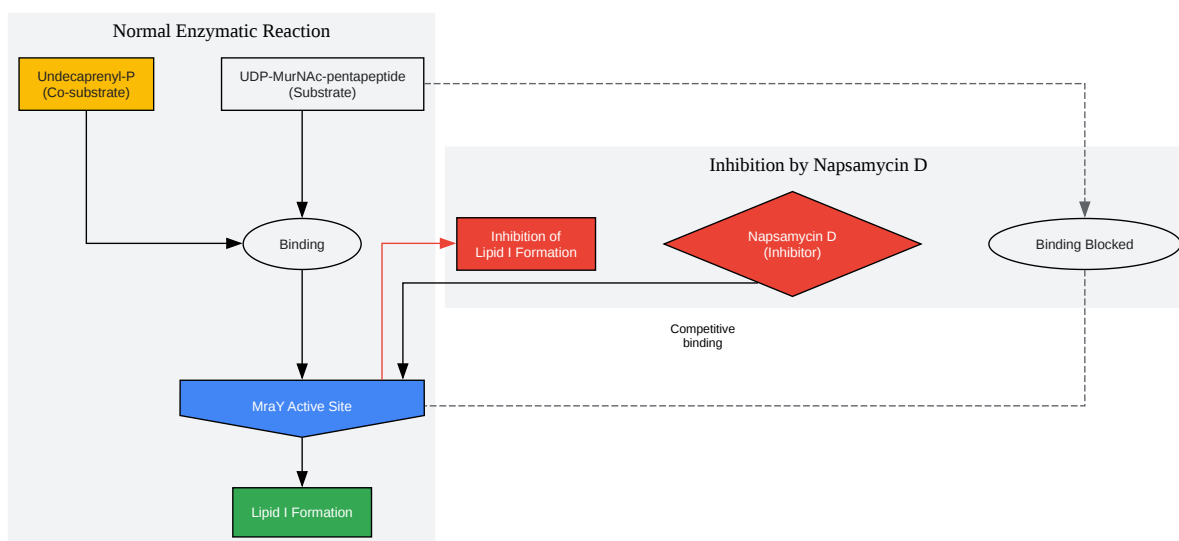 Normal Enzymatic Reaction
Undecaprenyl-P
(Co-substrate)
UDP-MurNAc-pentapeptide
(Substrate)
Inhibition by Napsamycin D
Binding
Inhibition of
Lipid I Formation
Napsamycin D
(Inhibitor)
Binding Blocked
Competitive
binding
MraY Active Site
Lipid I Formation